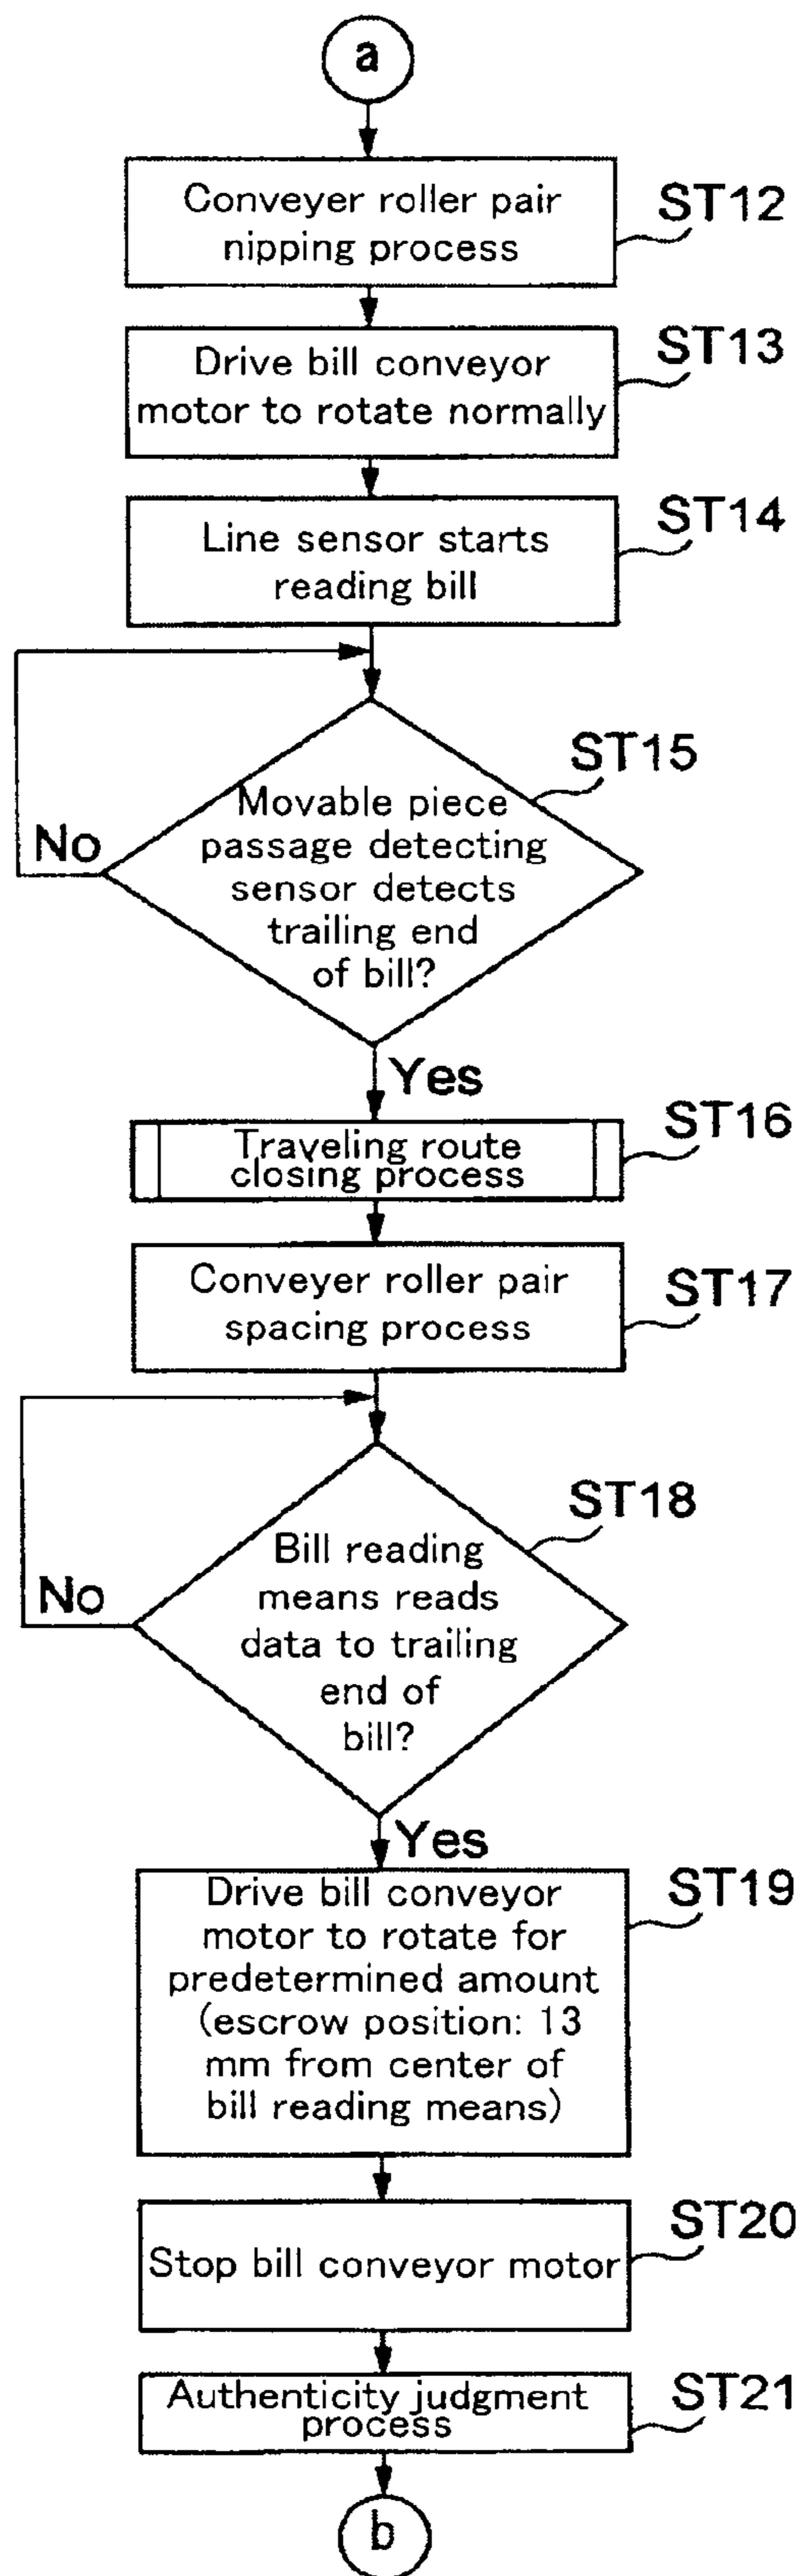 a
Conveyer roller pair
nipping process
ST12
Drive bill conveyor
motor to rotate normally
ST13
Line sensor starts
reading bill
ST14
ST15
Movable piece
passage detecting
sensor detects
trailing end
of bill?
No
Yes
Traveling route
closing process
ST16
Conveyer roller pair
spacing process
ST17
ST18
Bill reading
means reads
data to trailing
end of
bill?
No
Yes
Drive bill conveyor
motor to rotate for
predetermined amount
(escrow position: 13
mm from center of
bill reading means)
ST19
Stop bill conveyor motor
ST20
Authenticity judgment
process
ST21
b